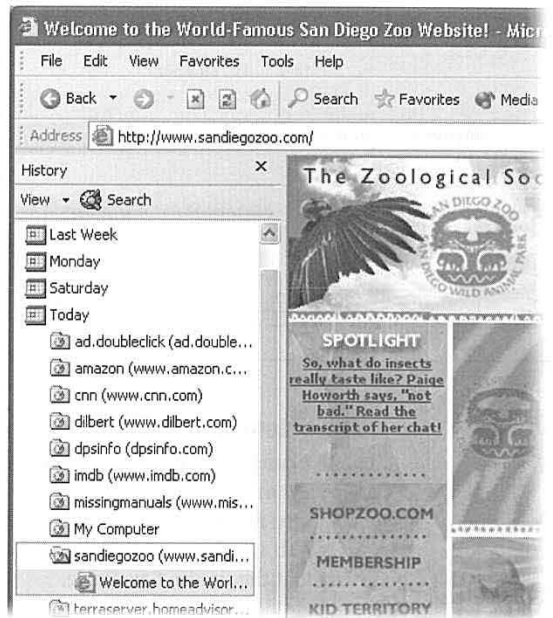 Welcome to the World-Famous San Diego Zoo Website! - Micr
File Edit View Favorites Tools Help
Back Search Favorites Media
Address http://www.sandiegozoo.com/
History
View Search
Last Week
Monday
Saturday
Today
ad.doubleclick (ad.double...
amazon (www.amazon.c...
cnn (www.cnn.com)
dilbert (www.dilbert.com)
dpsinfo (dpsinfo.com)
imdb (www.imdb.com)
missingmanuals (www.mis...
My Computer
sandiegozoo (www.sandi...
Welcome to the Worl...
terraserver.homeadvisor...
The Zoological Soc
SAN DIEGO ZOO
SAN DIEGO WILD ANIMAL PARK
SPOTLIGHT
So, what do insects
really taste like? Paige
Howorth says, "not
bad." Read the
transcript of her chat!
SHOPZOO.COM
MEMBERSHIP
KID TERRITORY